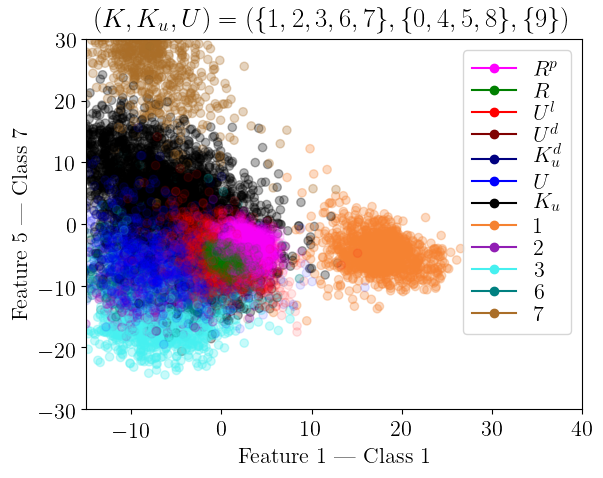 (K, K_u, U) = ({1, 2, 3, 6, 7}, {0, 4, 5, 8}, {9})
30
20
10
0
−10
−20
−30
Feature 5 — Class 7
R^p
R
U^l
U^d
K_u^d
U
K_u
1
2
3
6
7
−10
0
10
20
30
40
Feature 1 — Class 1